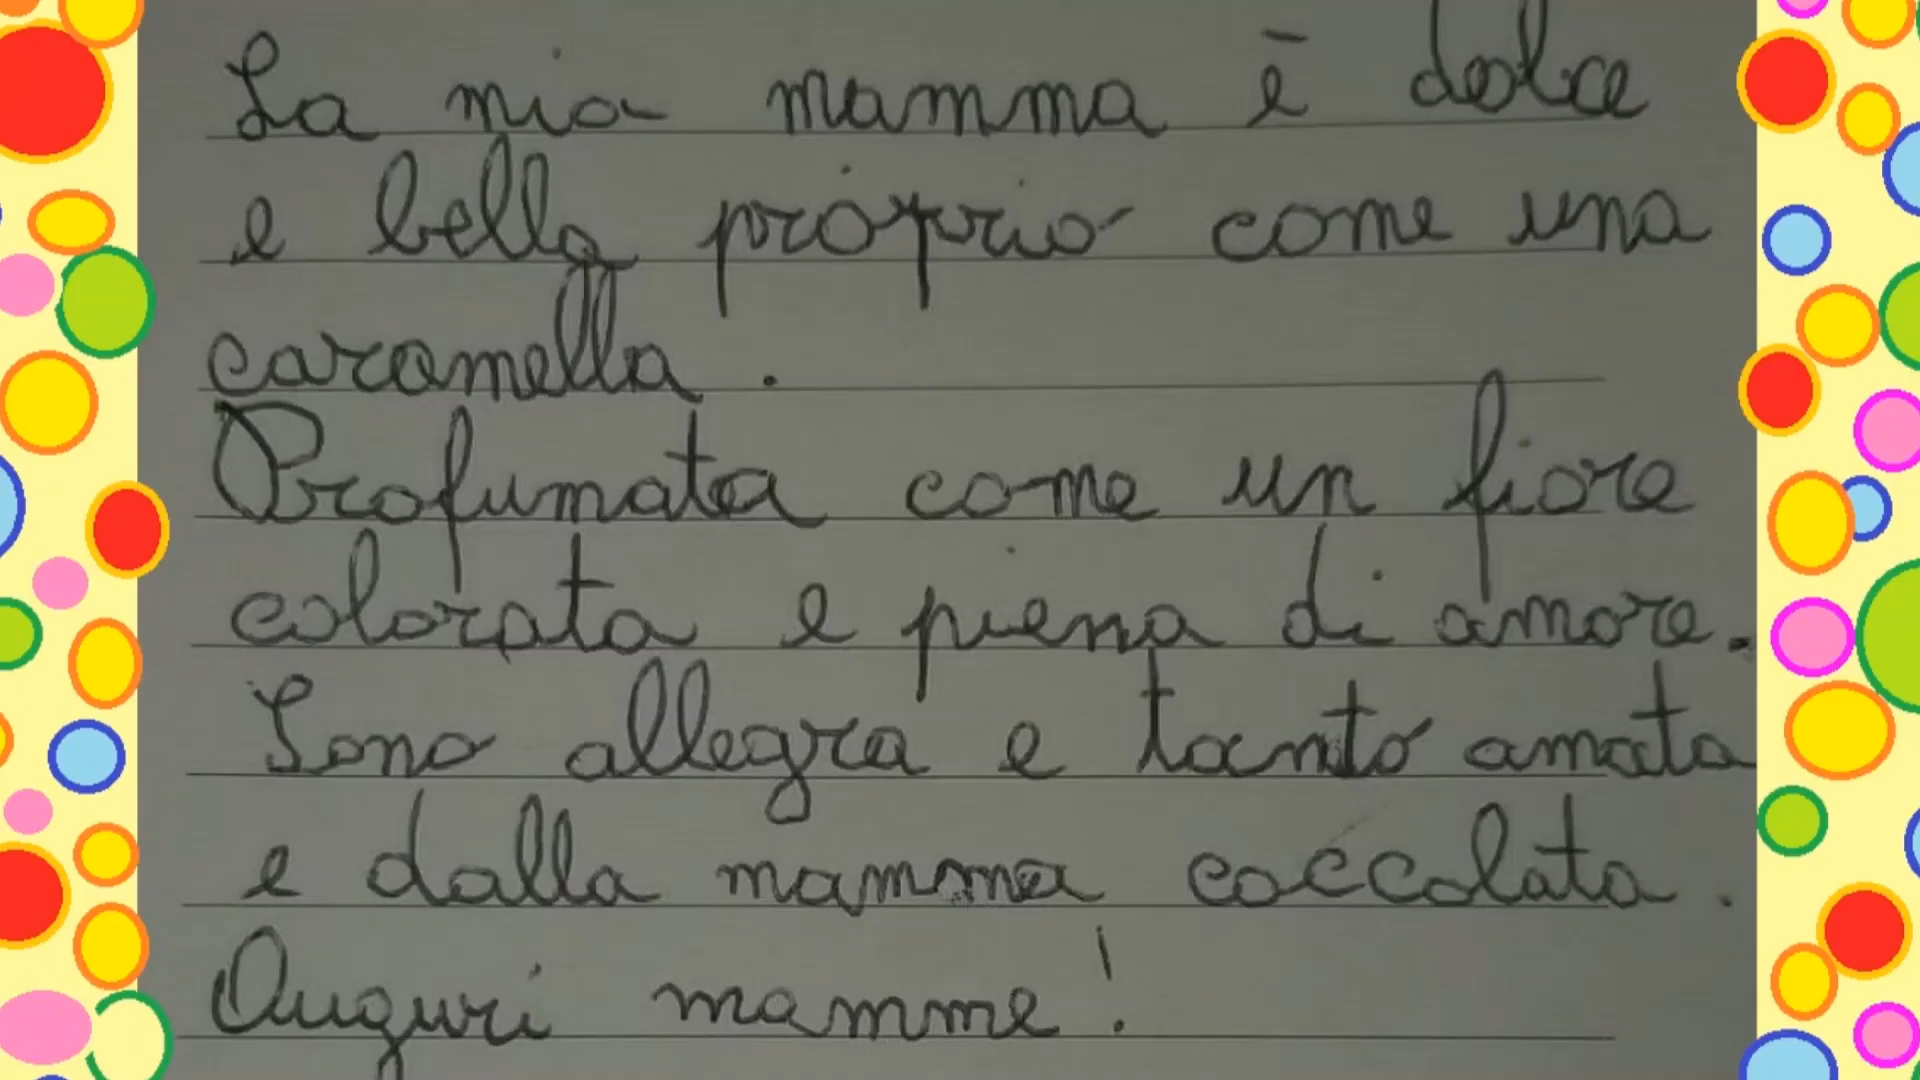 La mia mamma è dolce
e bella proprio come una
caramella.
Profumata come un fiore
colorata e piena di amore.
Sono allegra e tanto amata
e dalla mamma coccolata.
Auguri mamme!